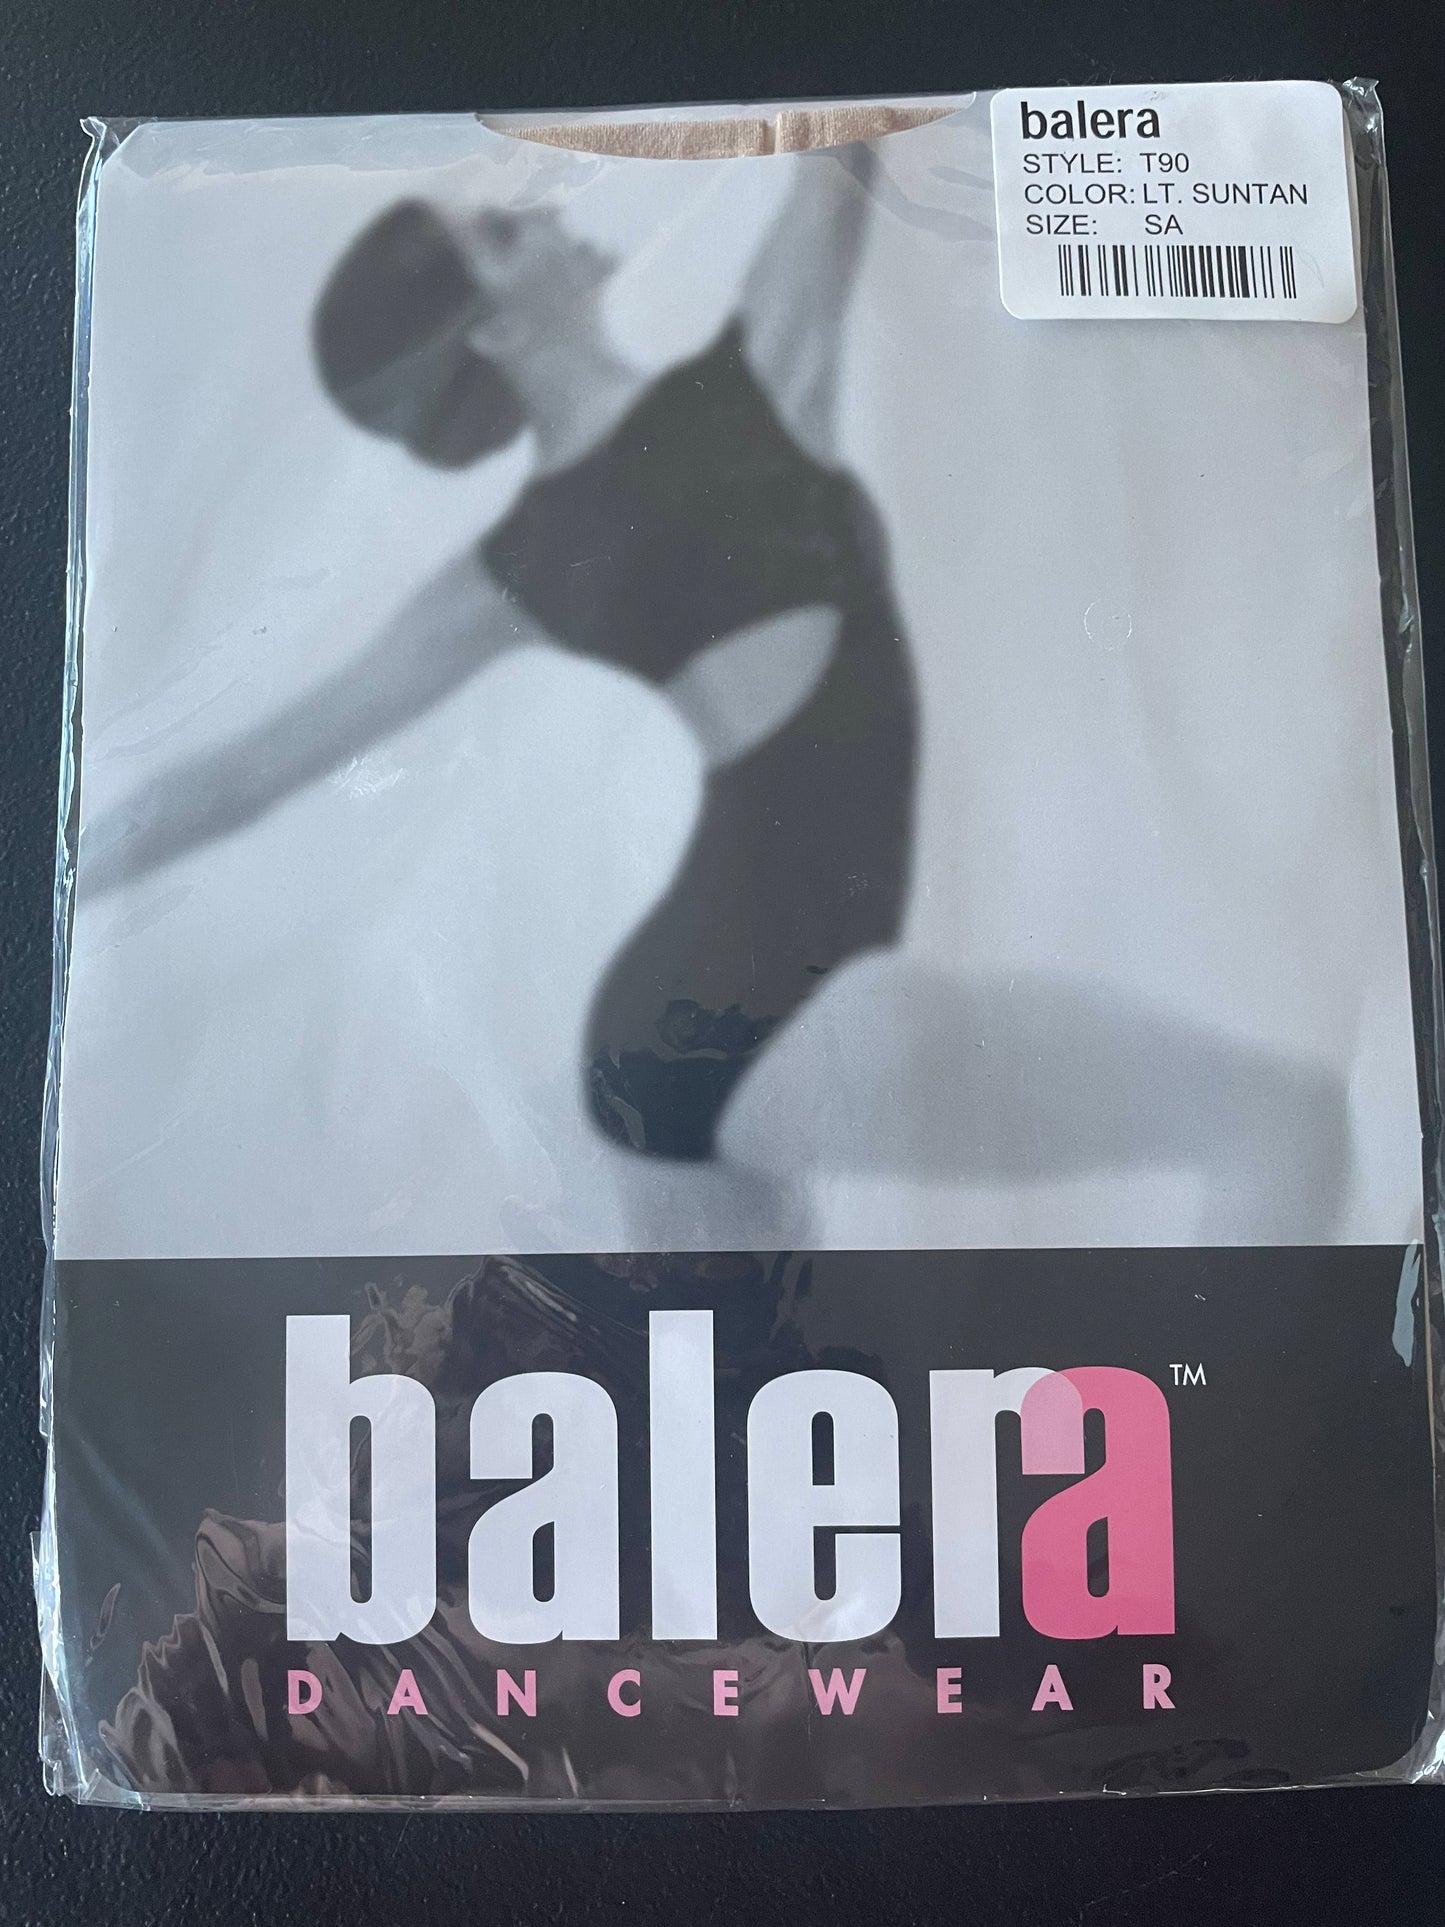 balera
STYLE: T90
COLOR: LT. SUNTAN
SIZE: SA
balera™
DANCEWEAR